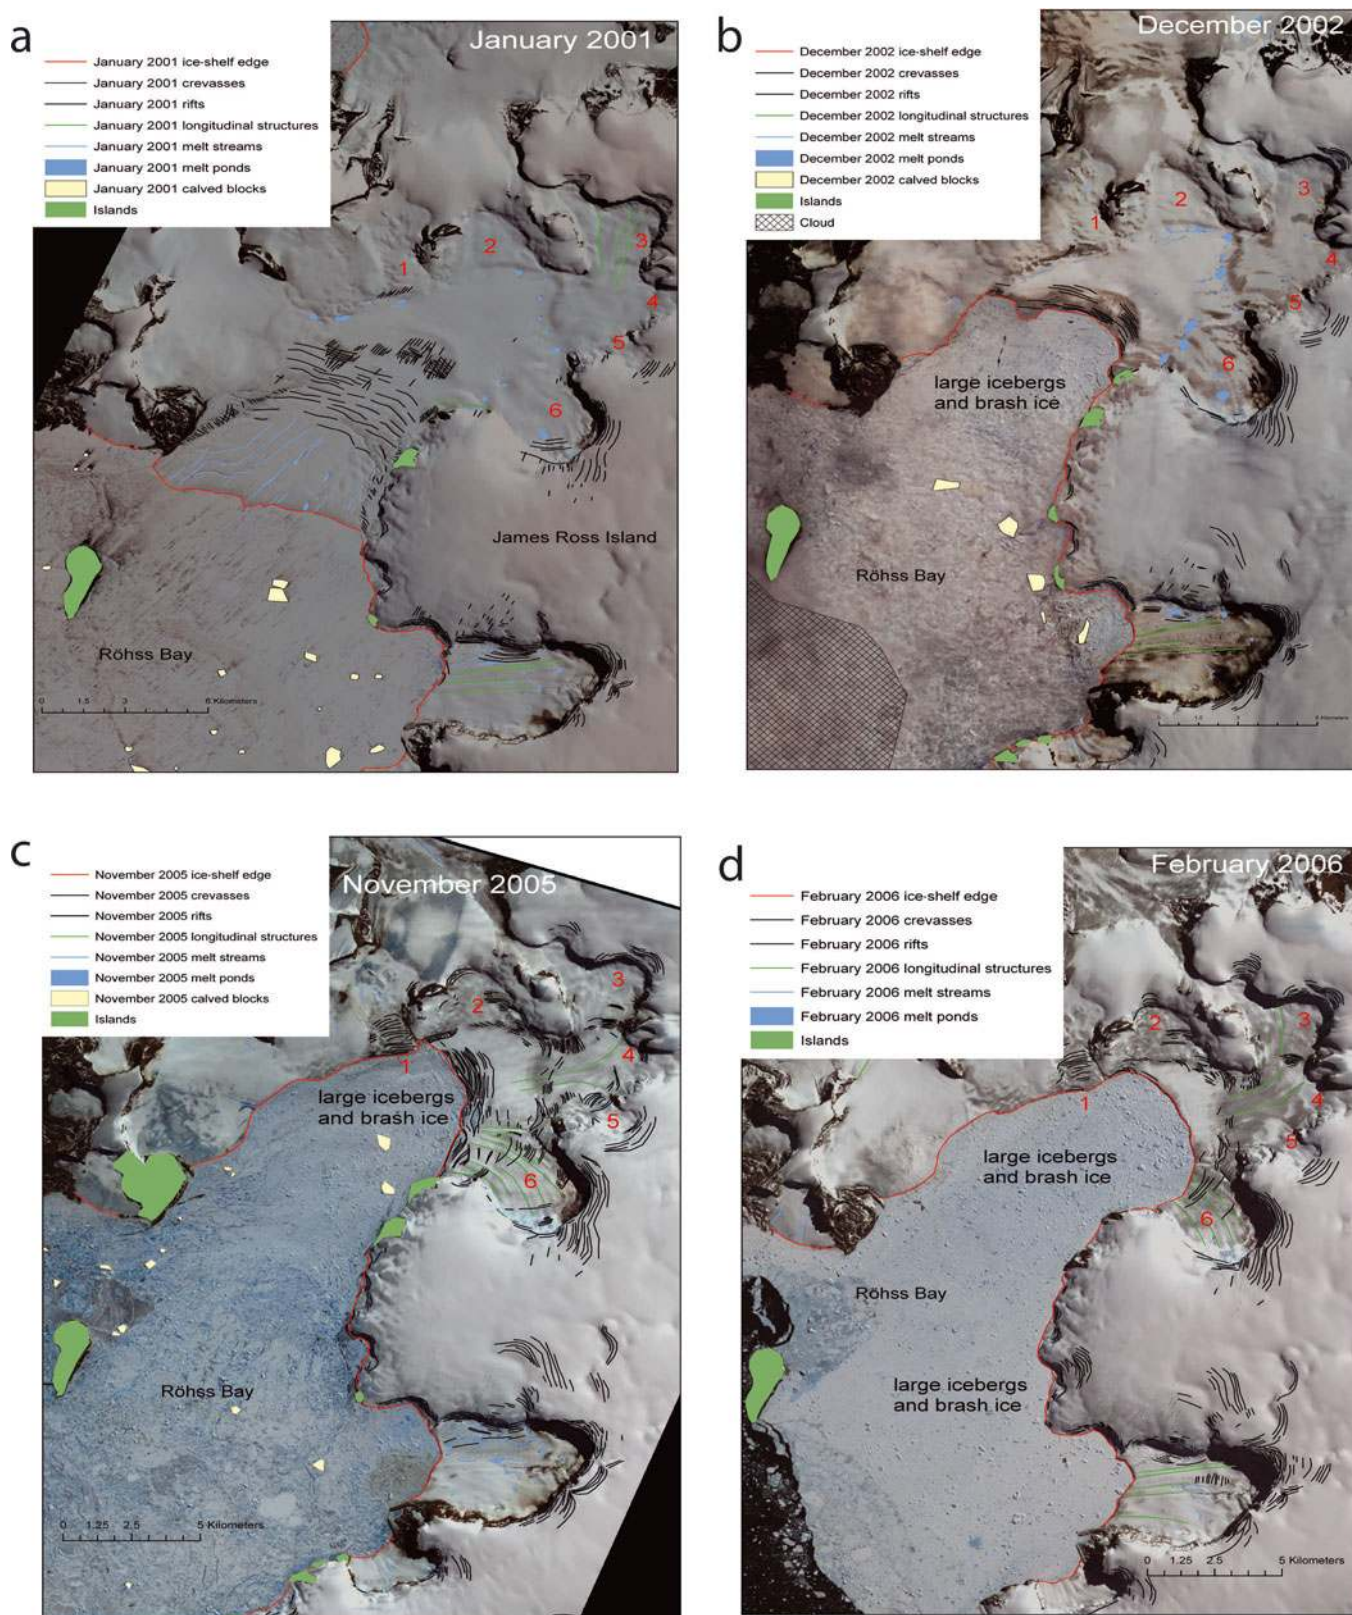 a
January 2001
January 2001 ice-shelf edge
January 2001 crevasses
January 2001 rifts
January 2001 longitudinal structures
January 2001 melt streams
January 2001 melt ponds
January 2001 calved blocks
Islands
1
2
3
4
5
6
James Ross Island
Röhss Bay
0 1.5 3 6 Kilometers
b
December 2002
December 2002 ice-shelf edge
December 2002 crevasses
December 2002 rifts
December 2002 longitudinal structures
December 2002 melt streams
December 2002 melt ponds
December 2002 calved blocks
Islands
Cloud
1
2
3
4
5
6
large icebergs
and brash ice
Röhss Bay
c
November 2005
November 2005 ice-shelf edge
November 2005 crevasses
November 2005 rifts
November 2005 longitudinal structures
November 2005 melt streams
November 2005 melt ponds
November 2005 calved blocks
Islands
1
2
3
4
5
6
large icebergs
and brash ice
Röhss Bay
0 1.25 2.5 5 Kilometers
d
February 2006
February 2006 ice-shelf edge
February 2006 crevasses
February 2006 rifts
February 2006 longitudinal structures
February 2006 melt streams
February 2006 melt ponds
Islands
1
2
3
4
5
6
large icebergs
and brash ice
Röhss Bay
large icebergs
and brash ice
0 1.25 2.5 5 Kilometers